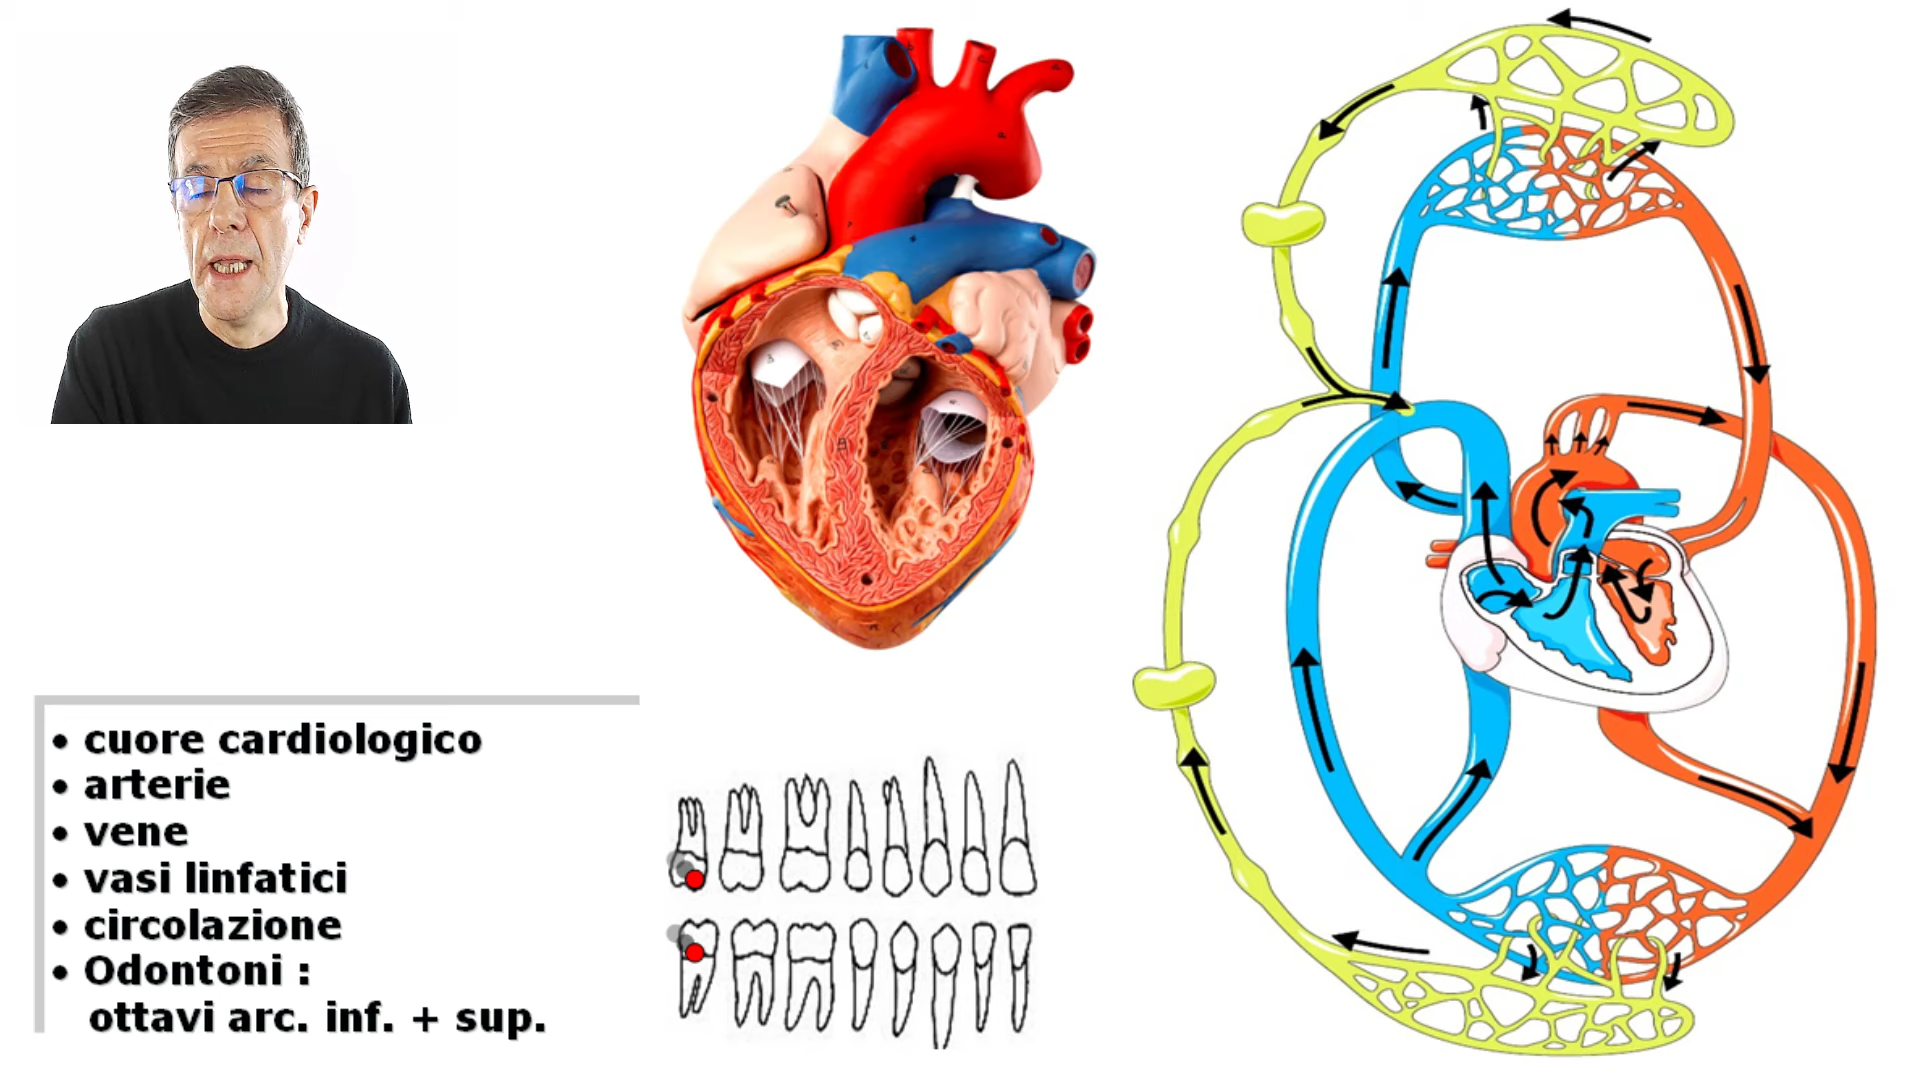 • cuore cardiologico
• arterie
• vene
• vasi linfatici
• circolazione
• Odontoni :
ottavi arc. inf. + sup.